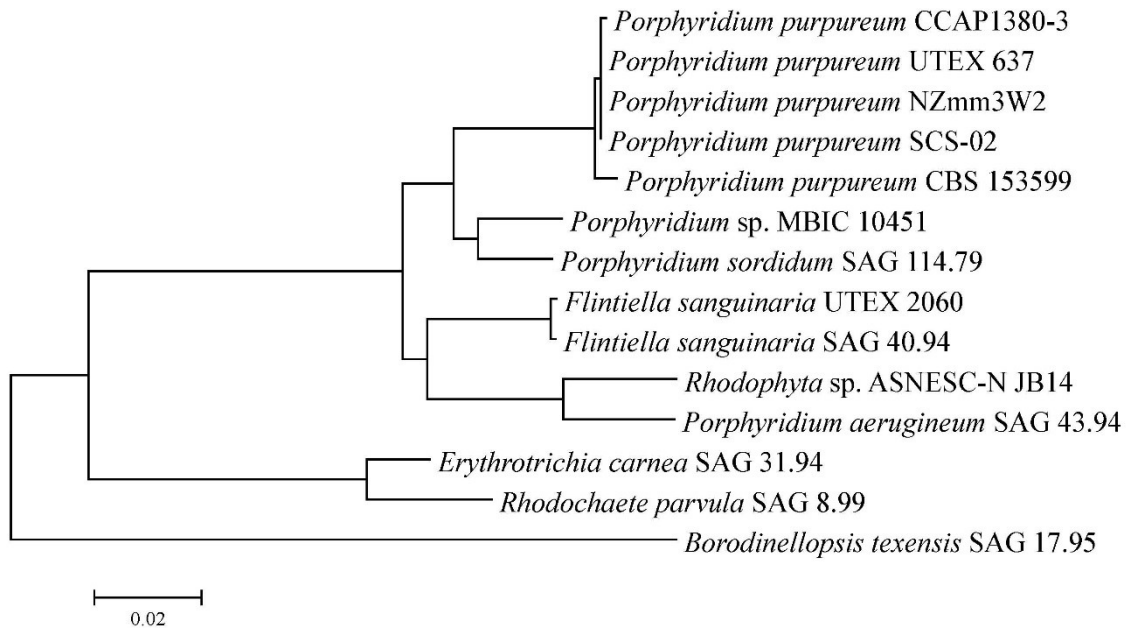 Porphyridium purpureum CCAP1380-3
Porphyridium purpureum UTEX 637
Porphyridium purpureum NZmm3W2
Porphyridium purpureum SCS-02
Porphyridium purpureum CBS 153599
Porphyridium sp. MBIC 10451
Porphyridium sordidum SAG 114.79
Flintiella sanguinaria UTEX 2060
Flintiella sanguinaria SAG 40.94
Rhodophyta sp. ASNESC-N JB14
Porphyridium aerugineum SAG 43.94
Erythrotrichia carnea SAG 31.94
Rhodochaete parvula SAG 8.99
Borodinellopsis texensis SAG 17.95
0.02